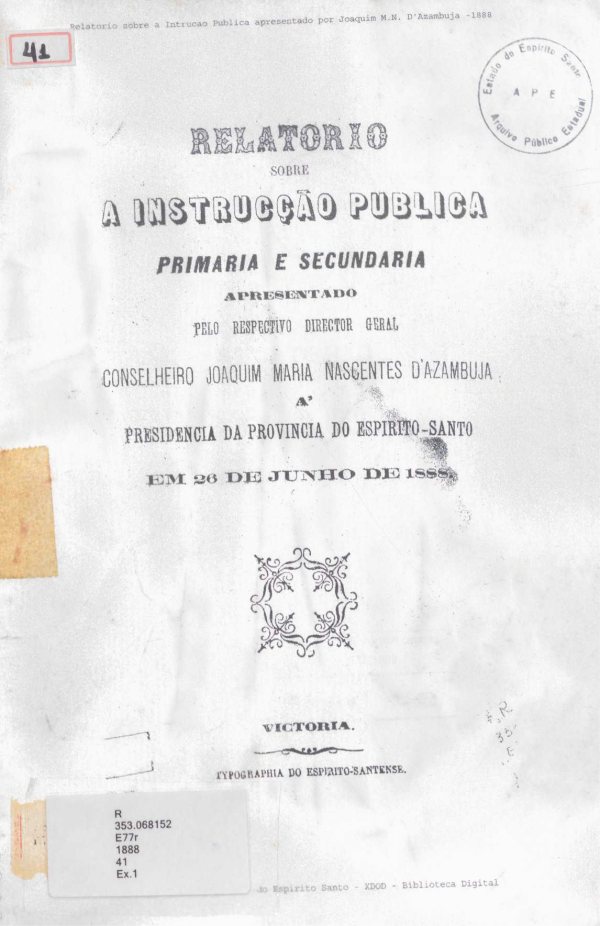 Relatorio sobre a Intrucao Publica apresentado por Joaquim M.N. D'Azambuja -1888
41
Estado do Espírito Santo
A P E
Arquivo Público Estadual
RELATORIO
SOBRE
A INSTRUCÇÃO PUBLICA
PRIMARIA E SECUNDARIA
APRESENTADO
PELO RESPECTIVO DIRECTOR GERAL
CONSELHEIRO JOAQUIM MARIA NASCENTES D'AZAMBUJA
A'
PRESIDENCIA DA PROVINCIA DO ESPIRITO-SANTO
EM 26 DE JUNHO DE 1888.
VICTORIA.
TYPOGRAPHIA DO ESPIRITO-SANTENSE.
R
353.068152
E77r
1888
41
Ex.1
do Espirito Santo - XDOD - Biblioteca Digital